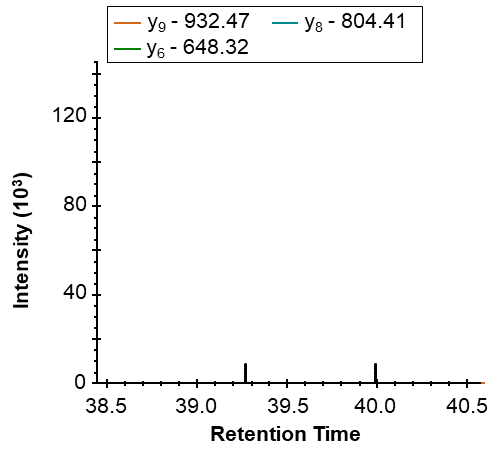 y₉ - 932.47 y₈ - 804.41
y₆ - 648.32
Intensity (10³)
120
80
40
0
38.5 39.0 39.5 40.0 40.5
Retention Time